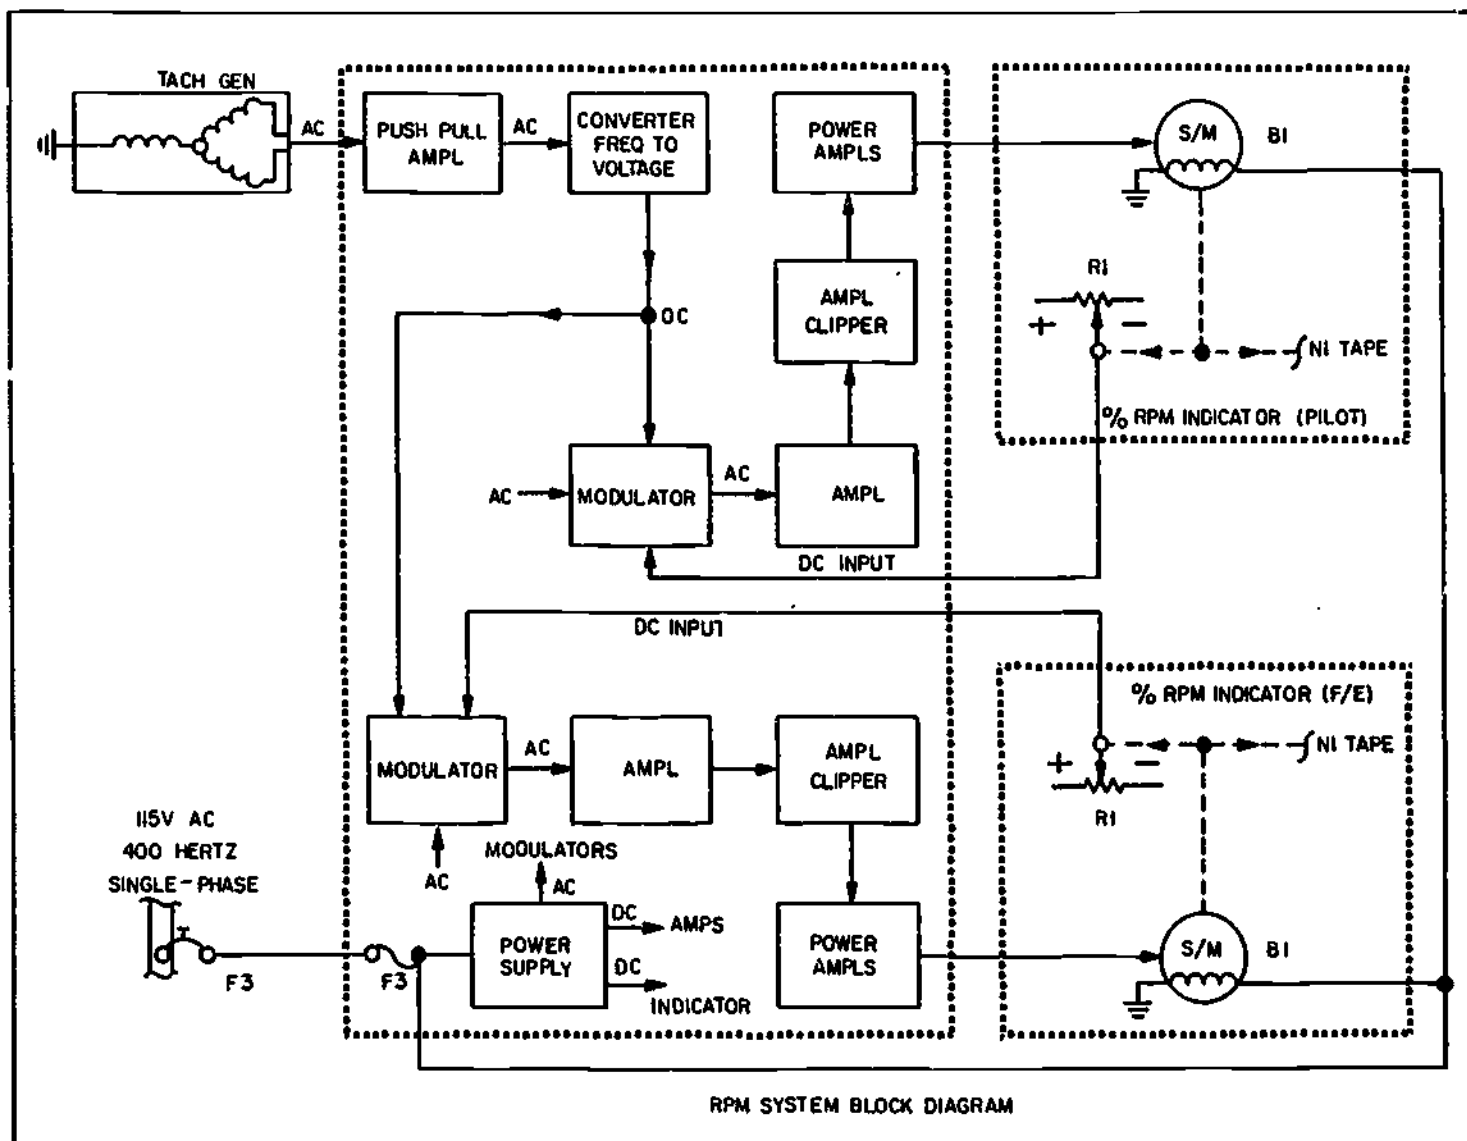 TACH GEN
AC
PUSH PULL
AMPL
AC
CONVERTER
FREQ TO
VOLTAGE
POWER
AMPLS
S/M
B1
R1
+
−
N1 TAPE
% RPM INDICATOR (PILOT)
DC
AMPL
CLIPPER
AC
MODULATOR
AC
AMPL
DC INPUT
DC INPUT
% RPM INDICATOR (F/E)
N1 TAPE
+
−
R1
MODULATOR
AC
AMPL
AMPL
CLIPPER
AC
MODULATORS
AC
115V AC
400 HERTZ
SINGLE-PHASE
F3
F3
POWER
SUPPLY
DC
AMPS
DC
INDICATOR
POWER
AMPLS
S/M
B1
RPM SYSTEM BLOCK DIAGRAM